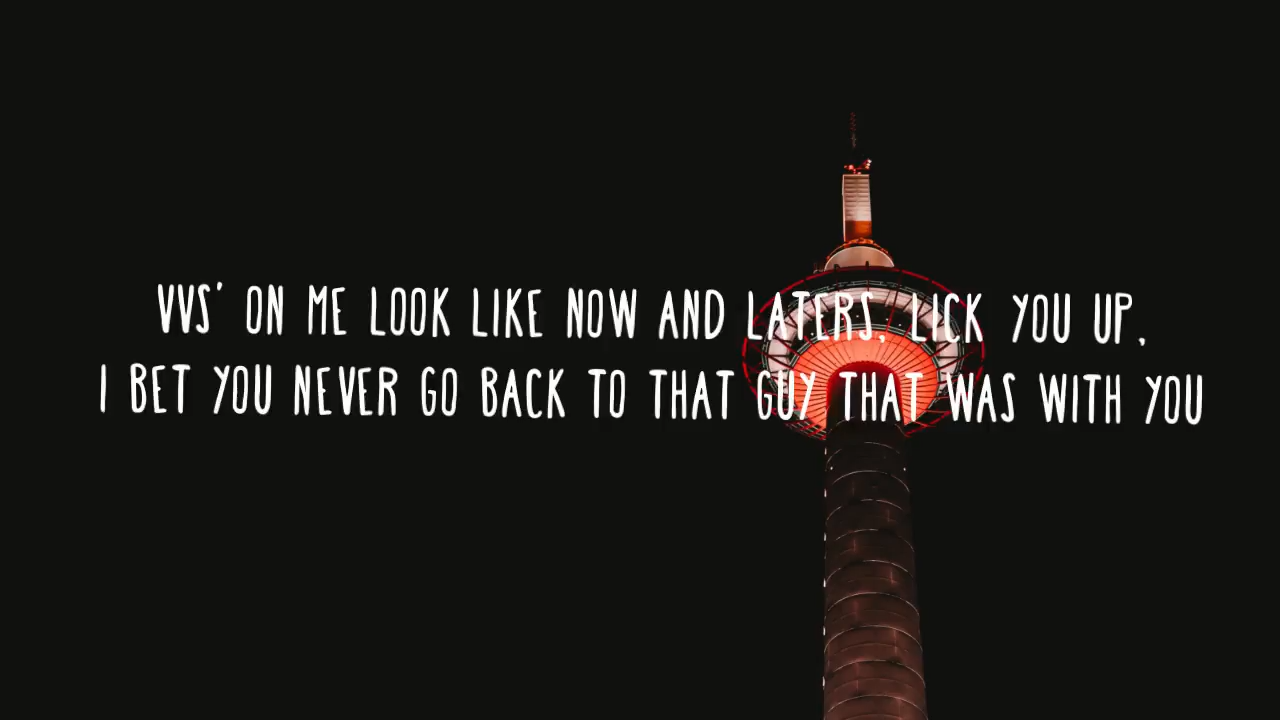 VVS' ON ME LOOK LIKE NOW AND LATERS, LICK YOU UP,
I BET YOU NEVER GO BACK TO THAT GUY THAT WAS WITH YOU